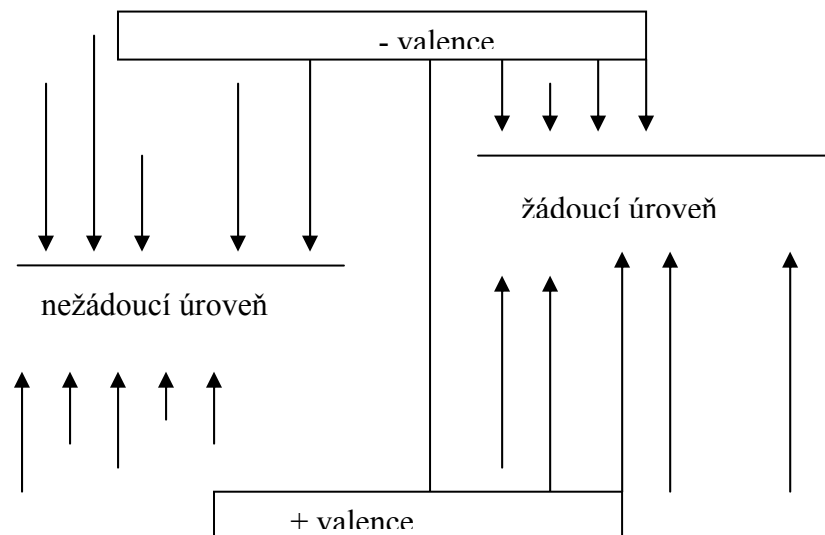 - valence
žádoucí úroveň
nežádoucí úroveň
+ valence